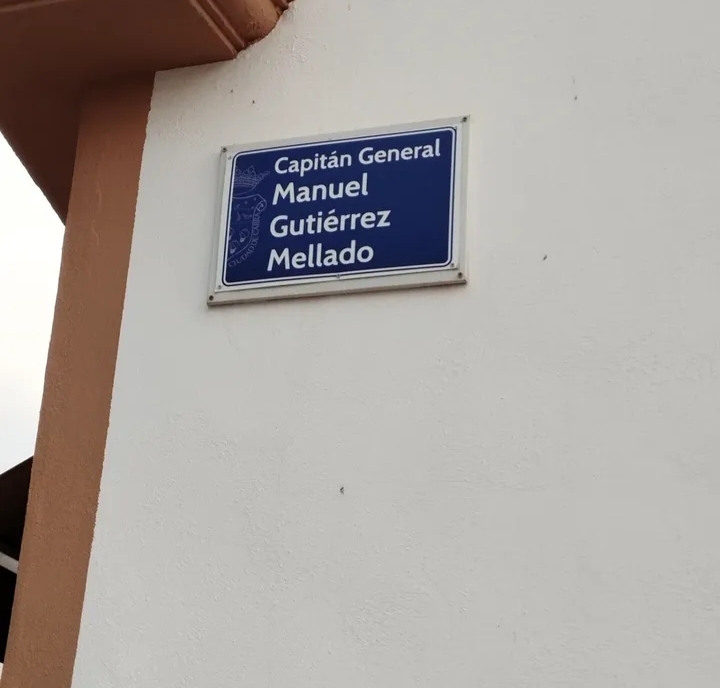 Capitán General
Manuel
Gutiérrez
Mellado